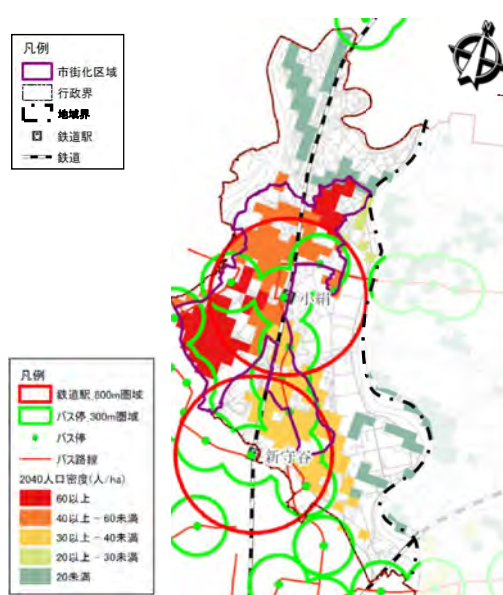 凡例
市街化区域
行政界
地域界
鉄道駅
鉄道
小絹
新守谷
凡例
鉄道駅_800m圏域
バス停_300m圏域
バス停
バス路線
2040人口密度(人/ha)
60以上
40以上 - 60未満
30以上 - 40未満
20以上 - 30未満
20未満